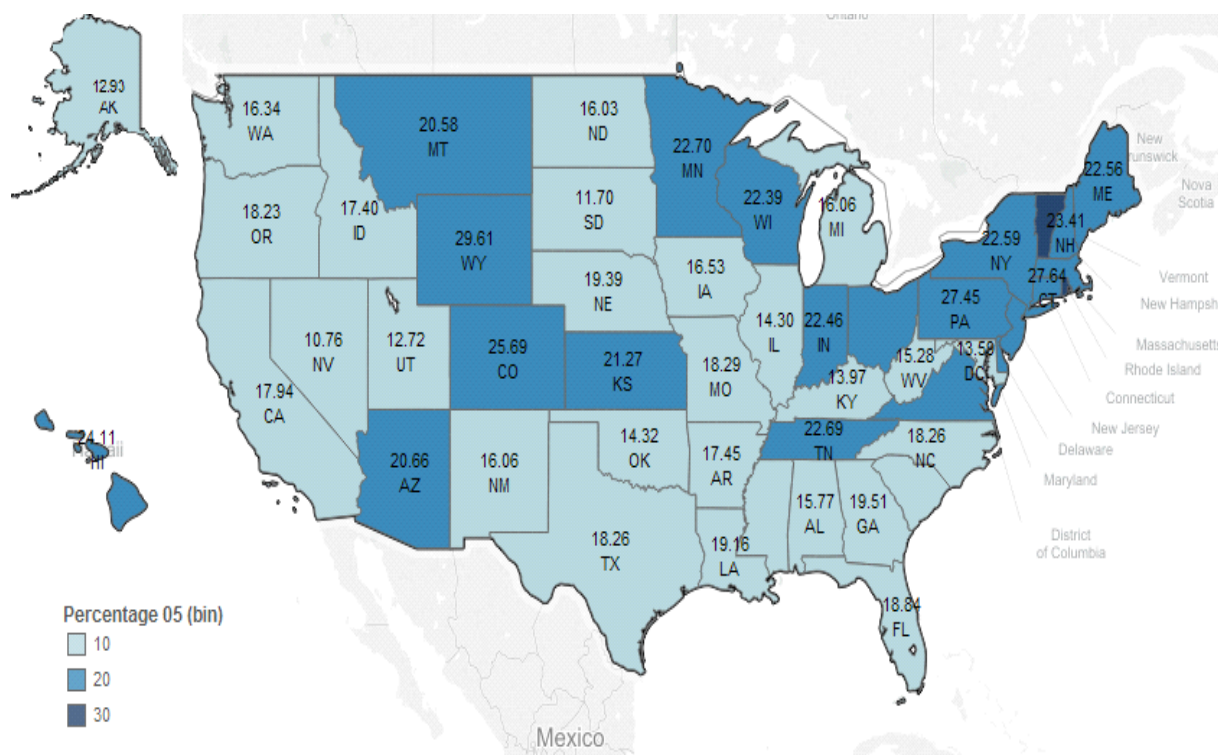 Ontario
12.93
AK
16.34
WA
20.58
MT
16.03
ND
22.70
MN
18.23
OR
17.40
ID
29.61
WY
11.70
SD
22.39
WI
16.06
MI
22.59
NY
23.41
NH
22.56
ME
New
Nova
Scotia
17.94
CA
10.76
NV
12.72
UT
25.69
CO
19.39
NE
21.27
KS
16.53
IA
18.29
MO
14.30
IL
22.46
IN
13.97
KY
15.28
WV
27.45
PA
27.64
CT
13.59
DC
Vermont
New Hampsh
Massachusetts
Rhode Island
Connecticut
New Jersey
Delaware
Maryland
District
of Columbia
24.11
HI
20.66
AZ
16.06
NM
14.32
OK
17.45
AR
22.69
TN
18.26
NC
18.26
TX
19.16
LA
15.77
AL
19.51
GA
18.84
FL
Percentage 05 (bin)
10
20
30
Mexico